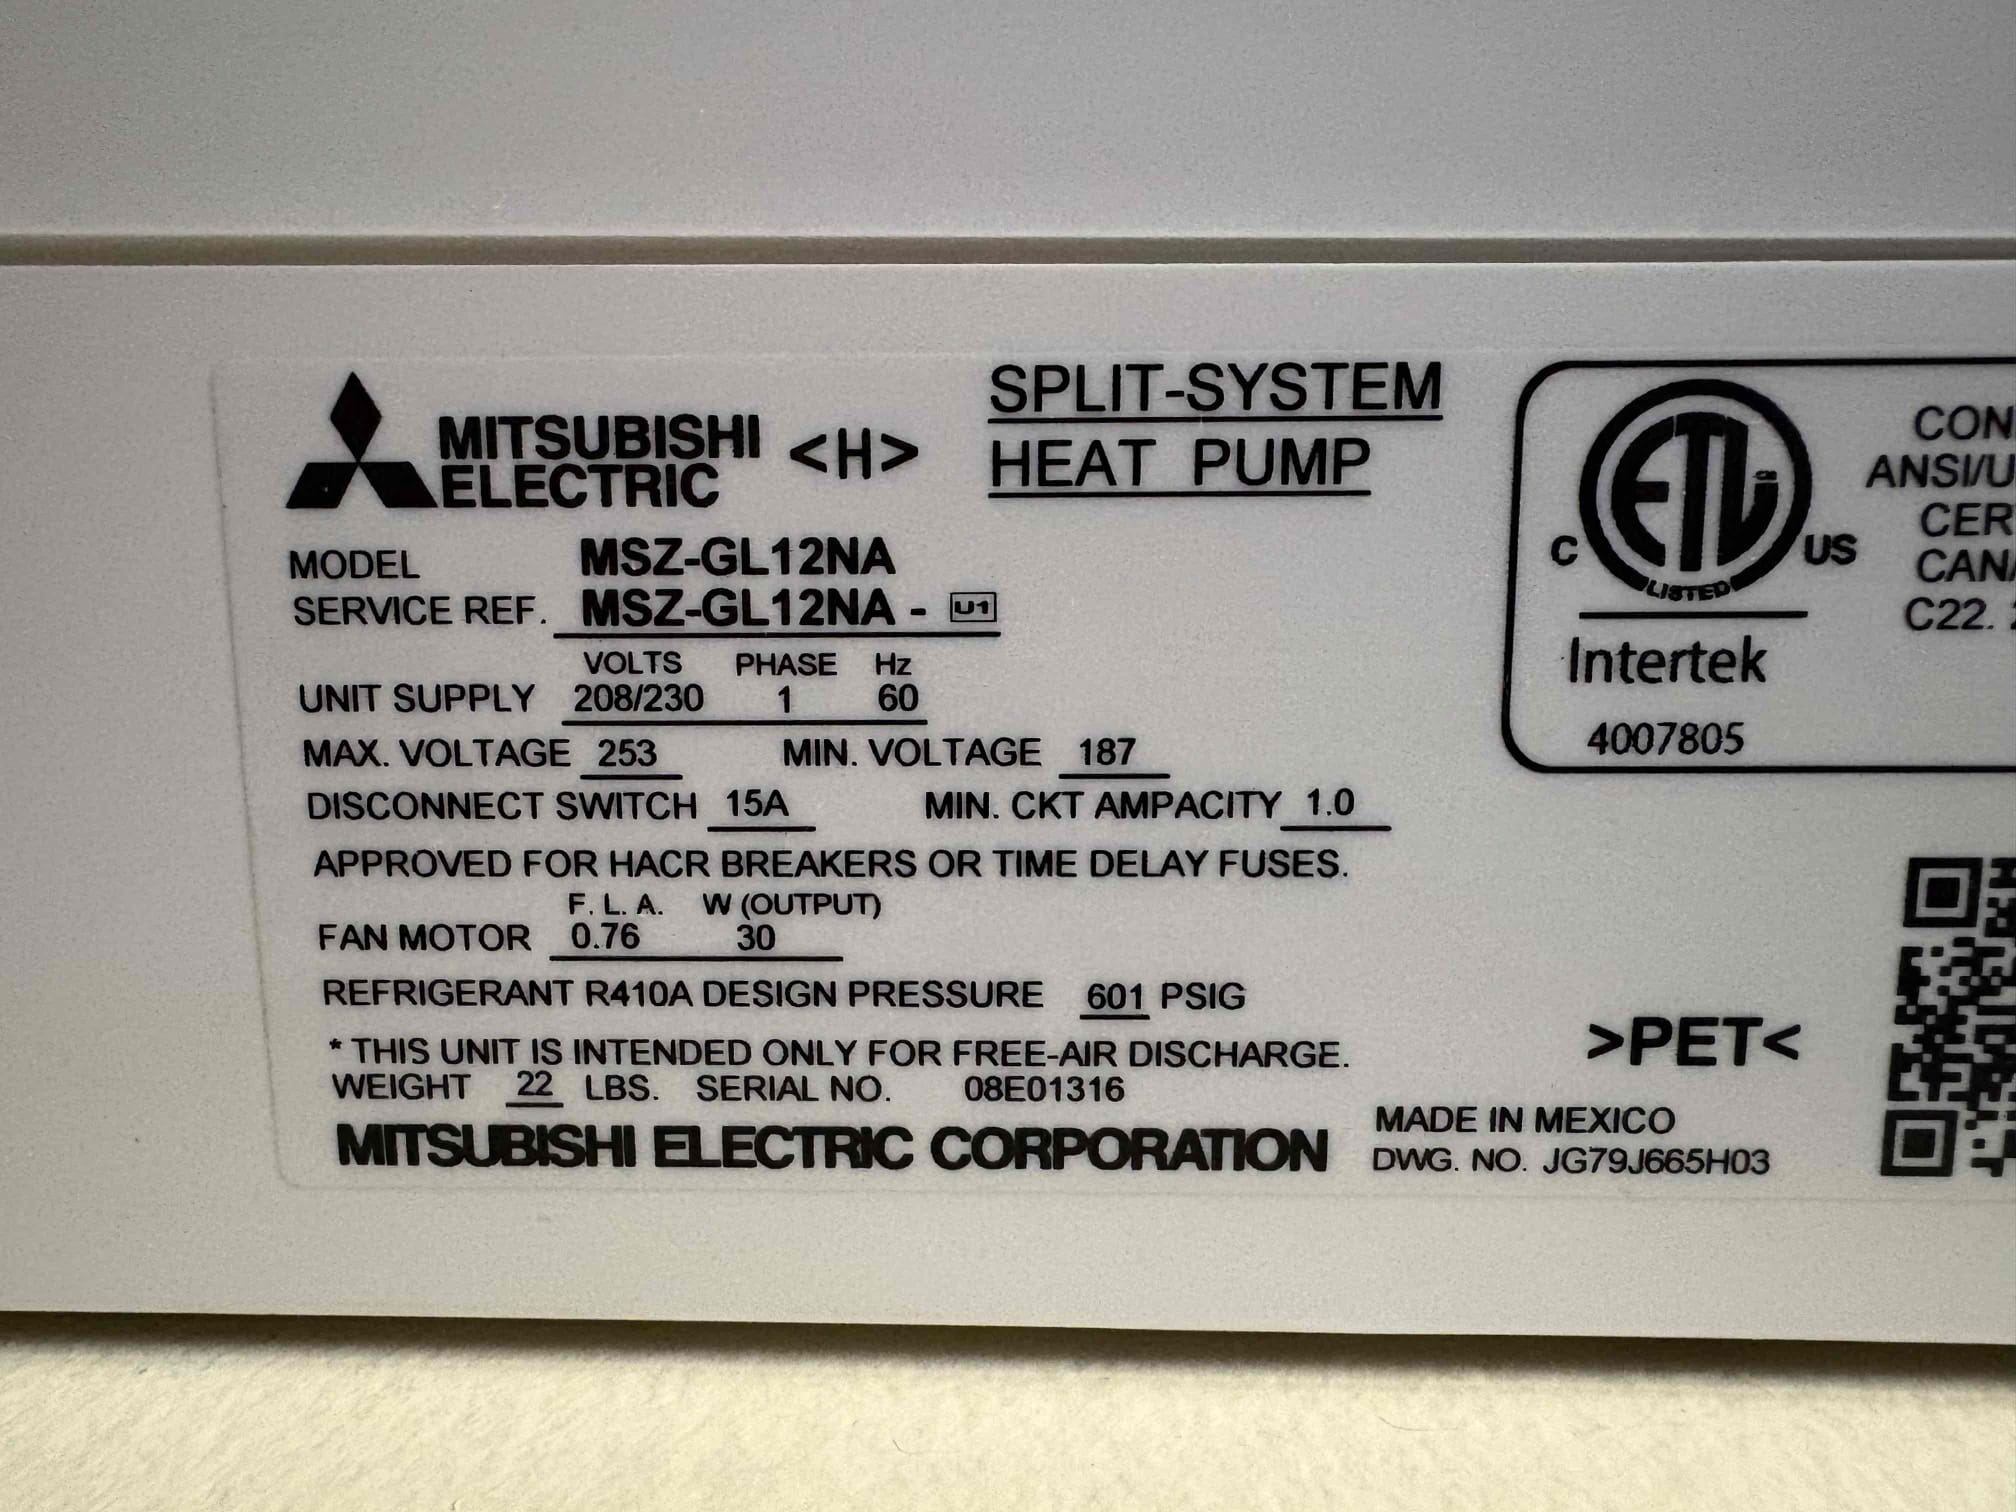 MITSUBISHI
ELECTRIC
<H>
SPLIT-SYSTEM
HEAT PUMP
MODEL MSZ-GL12NA
SERVICE REF. MSZ-GL12NA - U1
VOLTS PHASE Hz
UNIT SUPPLY 208/230 1 60
MAX. VOLTAGE 253 MIN. VOLTAGE 187
DISCONNECT SWITCH 15A MIN. CKT AMPACITY 1.0
APPROVED FOR HACR BREAKERS OR TIME DELAY FUSES.
F. L. A. W (OUTPUT)
FAN MOTOR 0.76 30
REFRIGERANT R410A DESIGN PRESSURE 601 PSIG
* THIS UNIT IS INTENDED ONLY FOR FREE-AIR DISCHARGE.
WEIGHT 22 LBS. SERIAL NO. 08E01316
MITSUBISHI ELECTRIC CORPORATION
ETL
LISTED
C US
Intertek
4007805
ANSI/U
C22.
>PET<
MADE IN MEXICO
DWG. NO. JG79J665H03